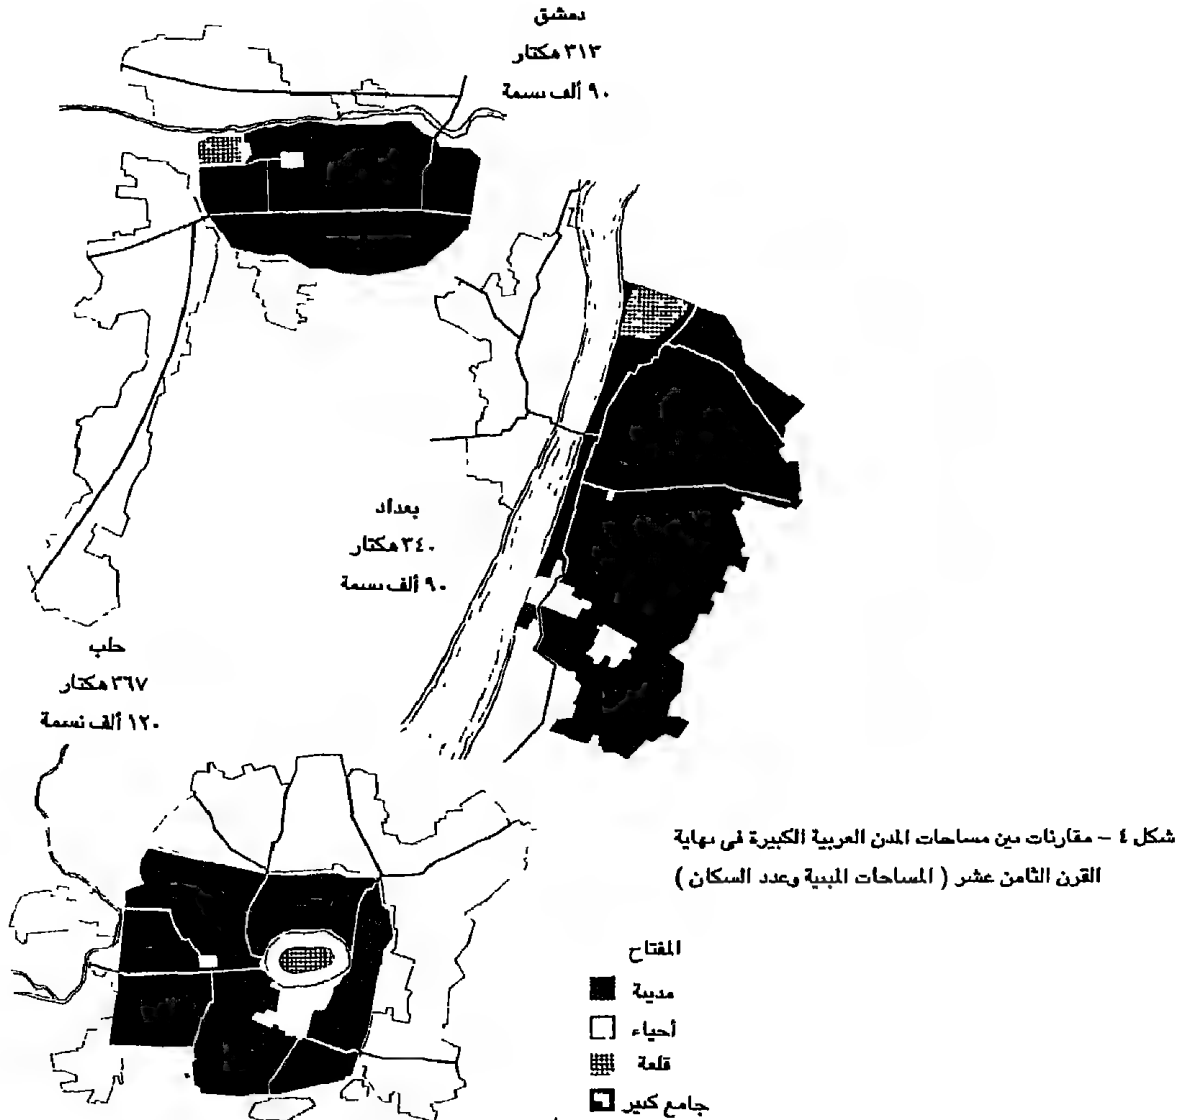 دمشق
٣١٣ هكتار
٩٠ ألف نسمة
بغداد
٣٤٠ هكتار
٩٠ ألف نسمة
حلب
٣٦٧ هكتار
١٢٠ ألف نسمة
شكل ٤ – مقارنات بين مساحات المدن العربية الكبيرة فى نهاية
القرن الثامن عشر ( المساحات المبنية وعدد السكان )
المفتاح
مدينة
أحياء
قلعة
جامع كبير